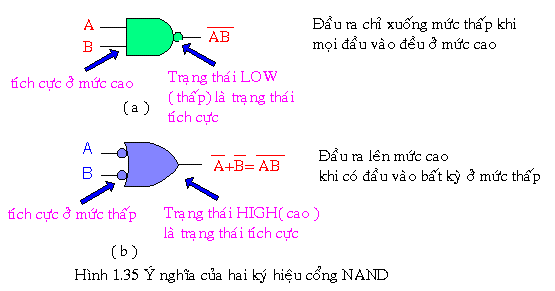 A
B
A̅B̅
Đầu ra chỉ xuống mức thấp khi
mọi đầu vào đều ở mức cao
tích cực ở mức cao
Trạng thái LOW
( thấp) là trạng thái
tích cực
( a )
A
B
A̅+B̅= A̅B̅
Đầu ra lên mức cao
khi có đầu vào bất kỳ ở mức thấp
tích cực ở mức thấp
Trạng thái HIGH( cao )
là trạng thái tích cực
( b )
Hình 1.35 Ý nghĩa của hai ký hiệu cổng NAND